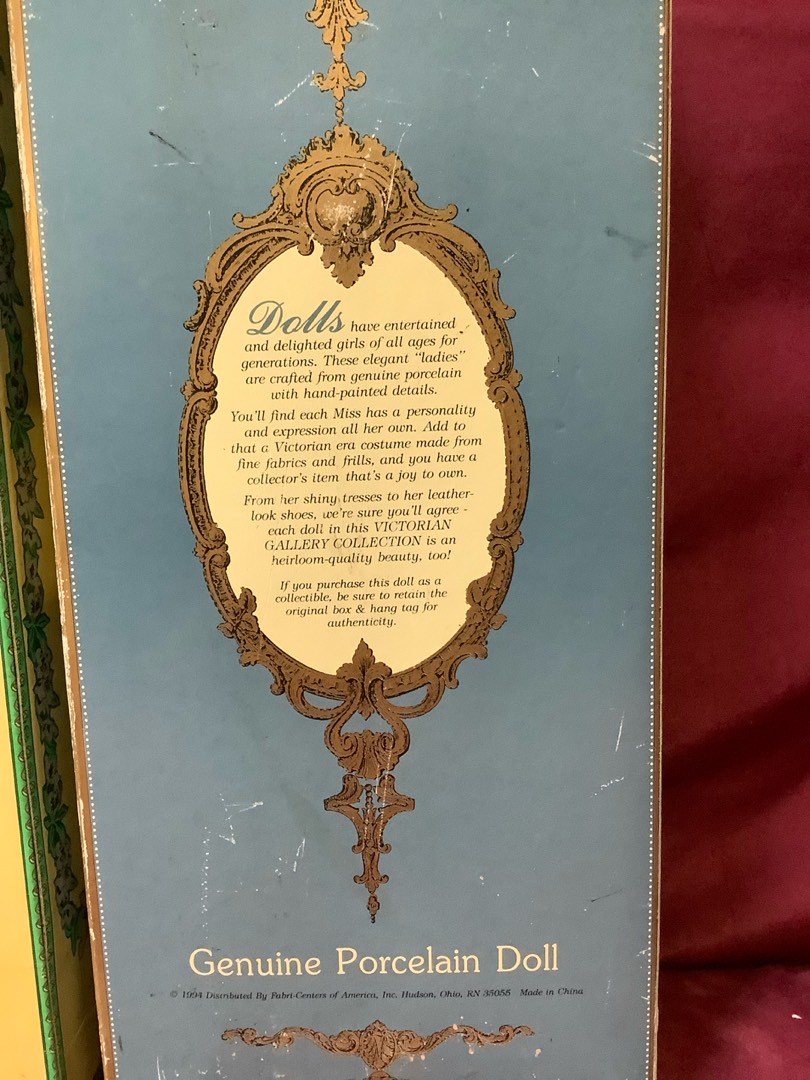 Dolls have entertained
and delighted girls of all ages for
generations. These elegant "ladies"
are crafted from genuine porcelain
with hand-painted details.
You'll find each Miss has a personality
and expression all her own. Add to
that a Victorian era costume made from
fine fabrics and frills, and you have a
collector's item that's a joy to own.
From her shiny tresses to her leather-
look shoes, we're sure you'll agree -
each doll in this VICTORIAN
GALLERY COLLECTION is an
heirloom-quality beauty, too!
If you purchase this doll as a
collectible, be sure to retain the
original box & hang tag for
authenticity.
Genuine Porcelain Doll
© 1994 Distributed By Fabri-Centers of America, Inc. Hudson, Ohio, RN 35055 Made in China